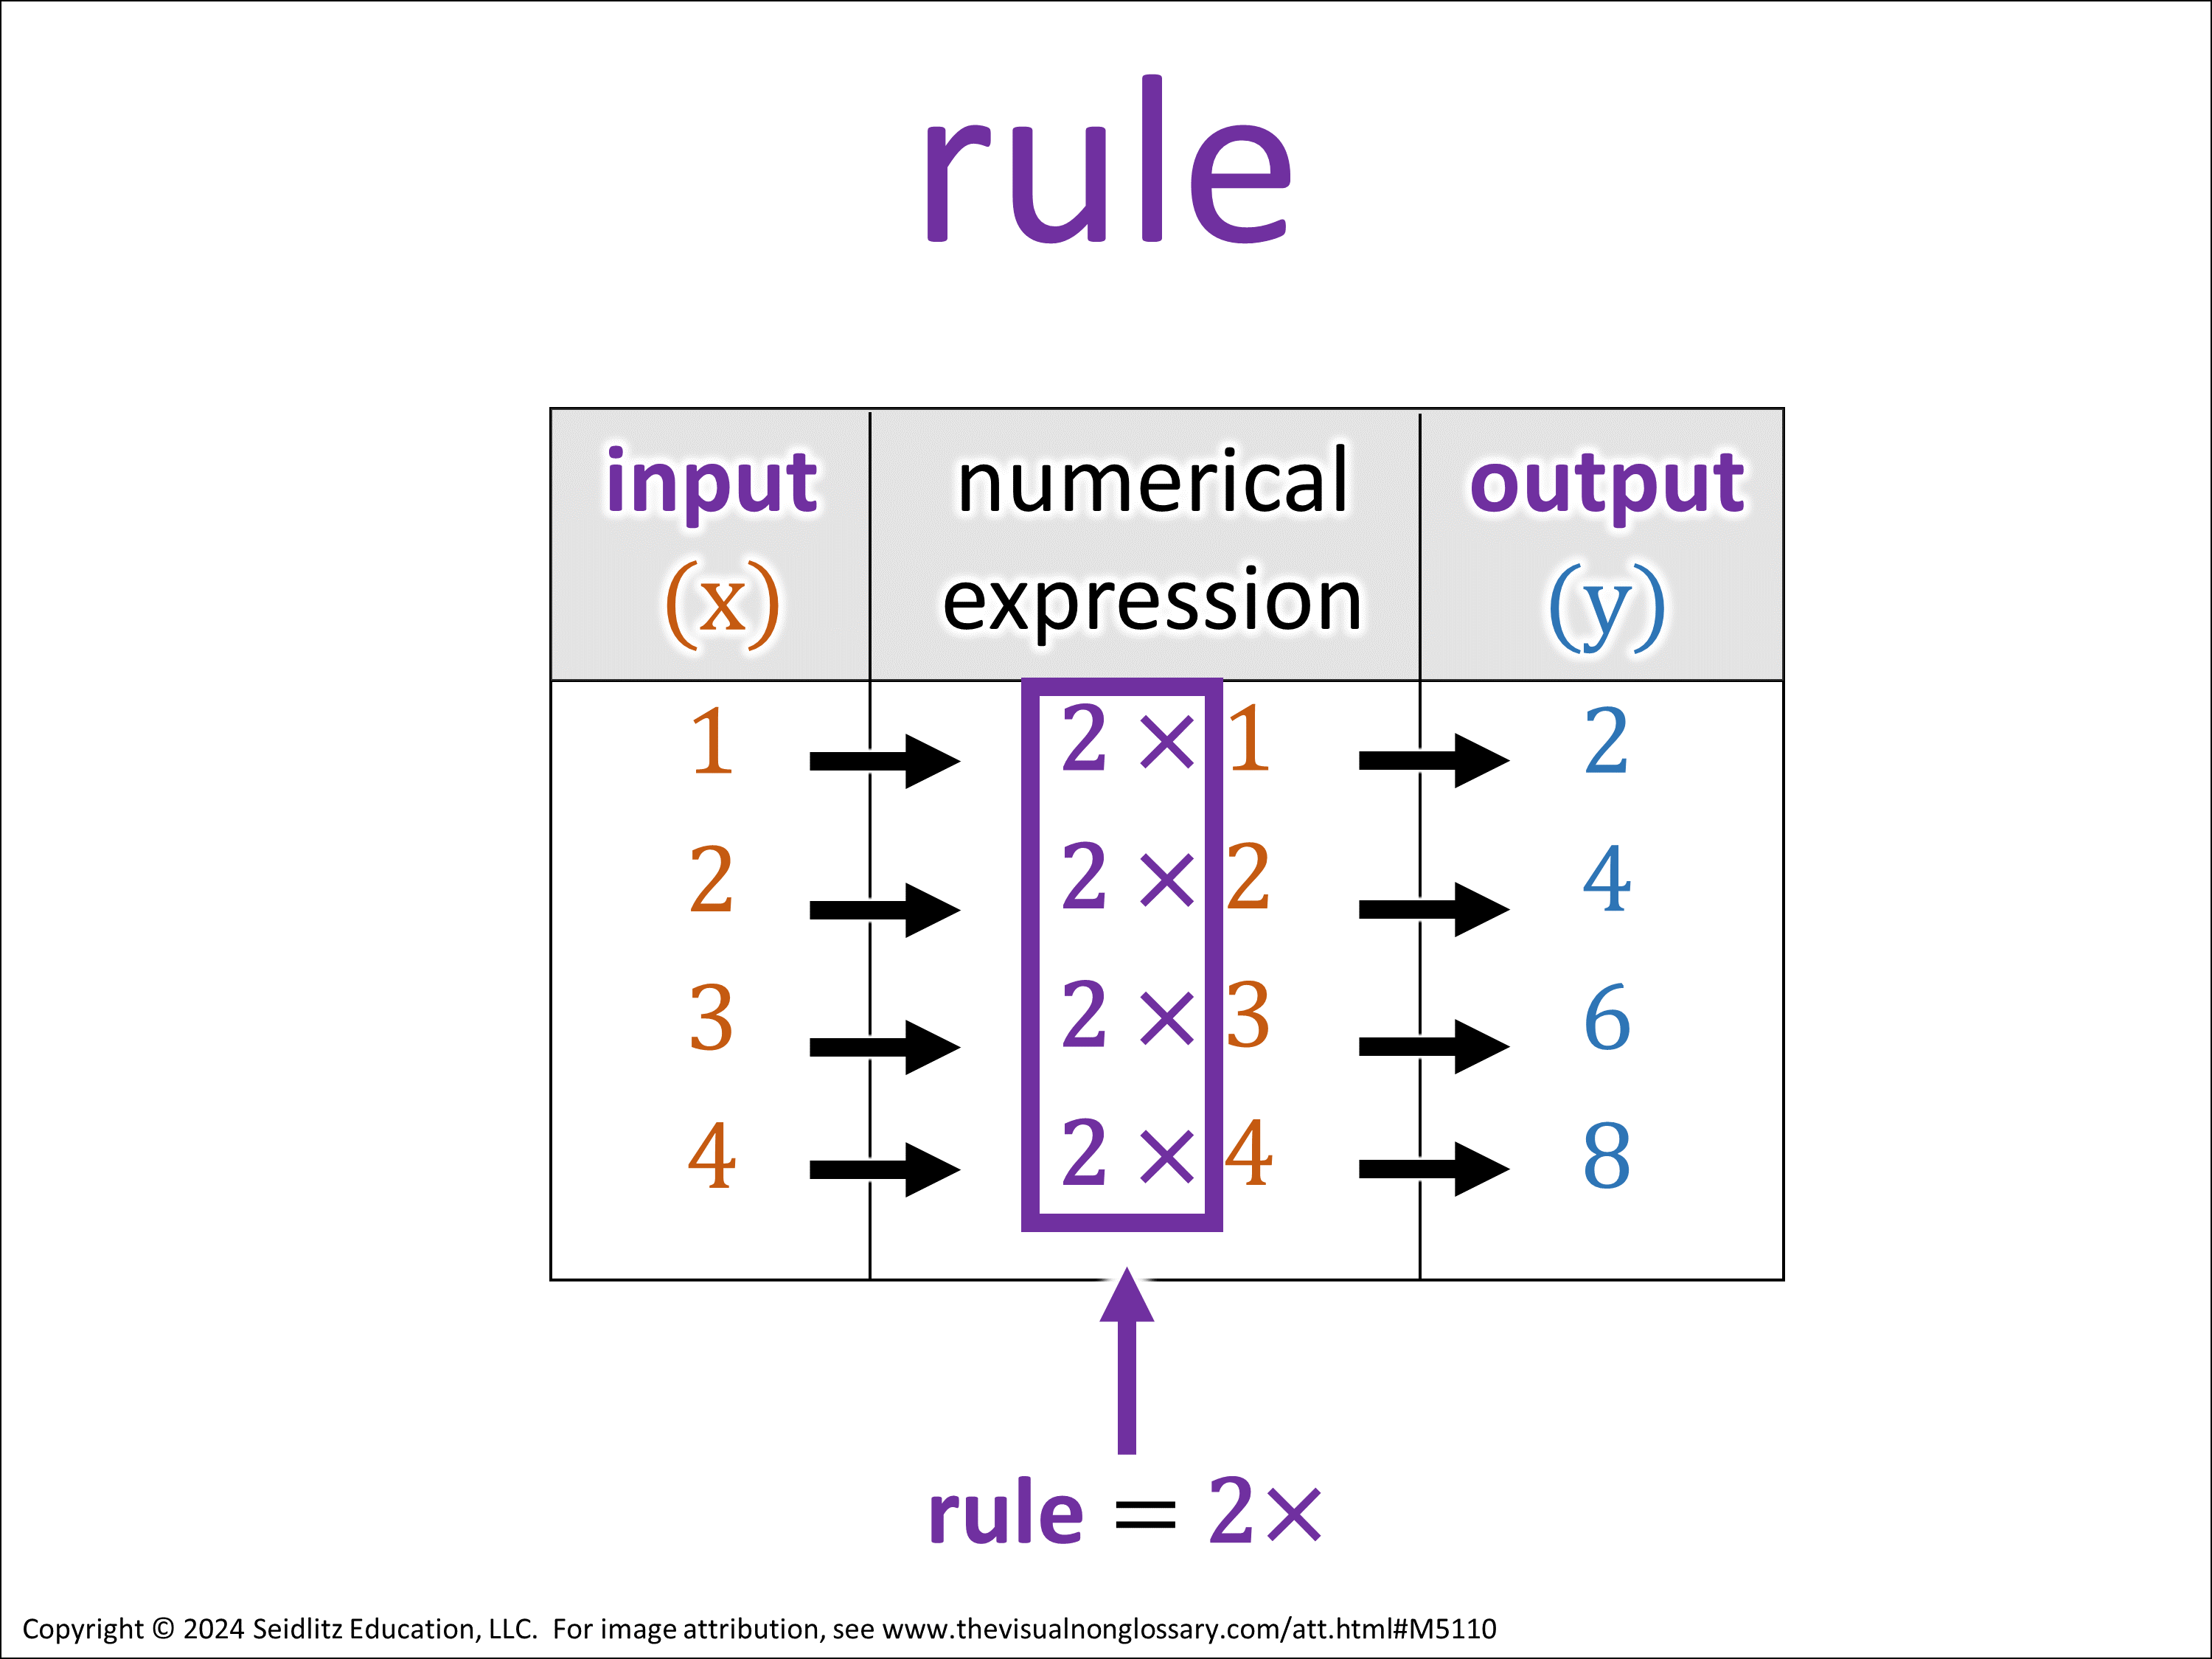 rule
input numerical output
(x) expression (y)
1 2 × 1 2
2 2 × 2 4
3 2 × 3 6
4 2 × 4 8
rule = 2×
Copyright © 2024 Seidlitz Education, LLC. For image attribution, see www.thevisualnonglossary.com/att.html#M5110